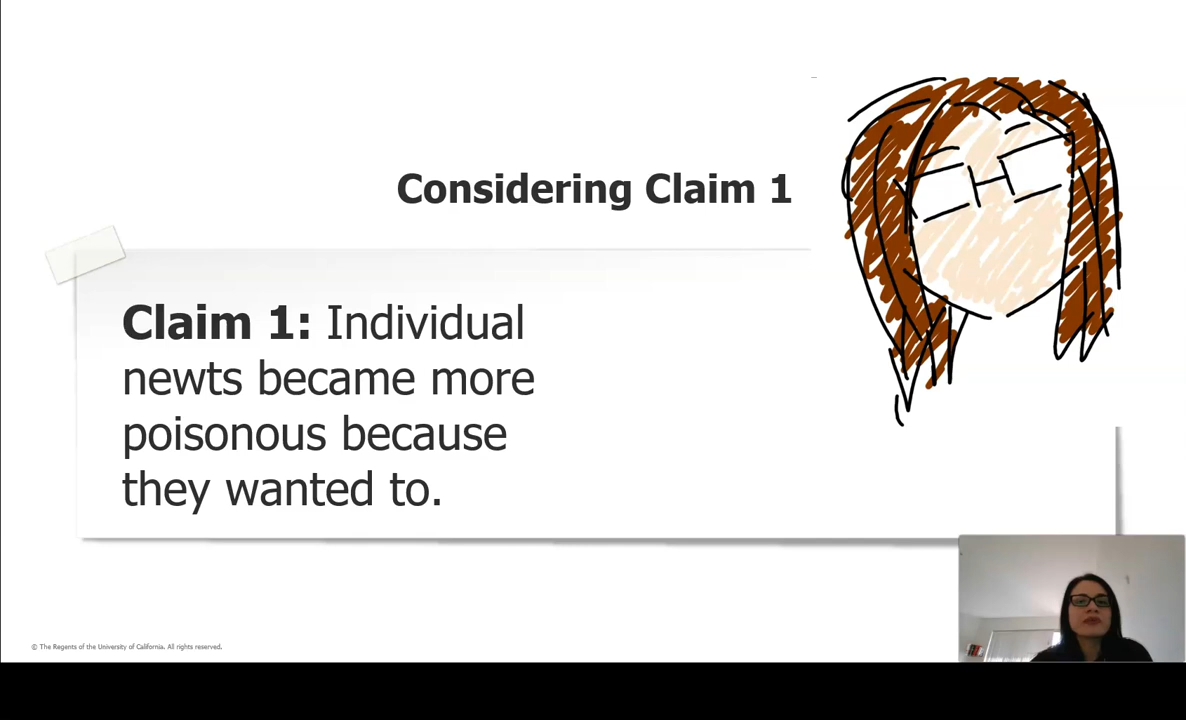 Considering Claim 1
Claim 1: Individual
newts became more
poisonous because
they wanted to.
© The Regents of the University of California. All rights reserved.